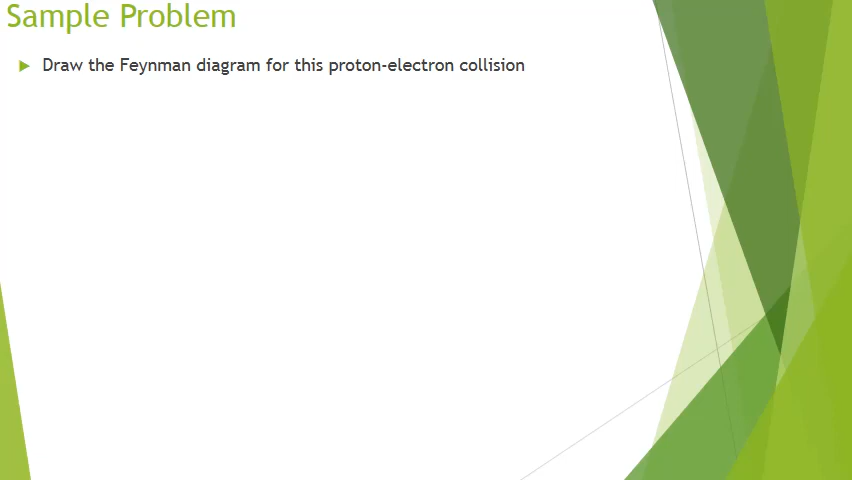 Sample Problem
Draw the Feynman diagram for this proton-electron collision